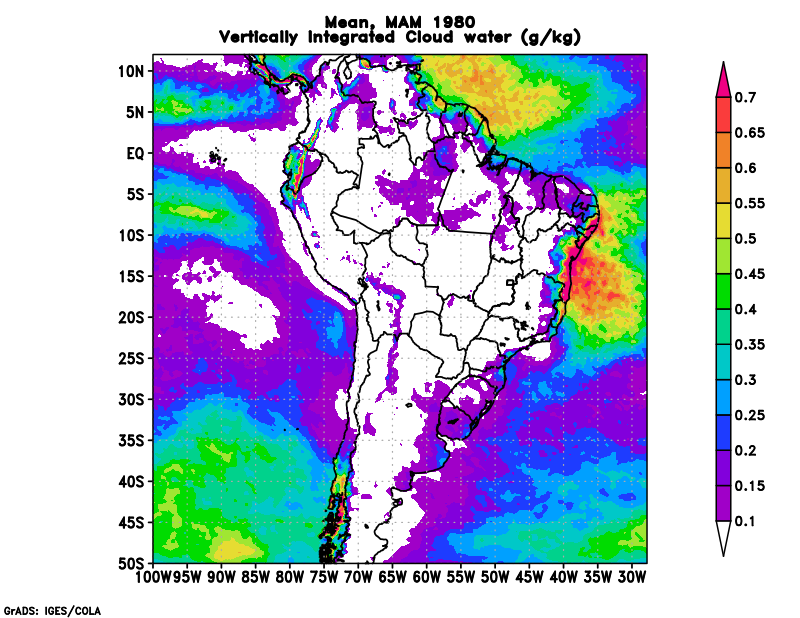 Mean, MAM 1980
Vertically Integrated Cloud water (g/kg)
10N
5N
EQ
5S
10S
15S
20S
25S
30S
35S
40S
45S
50S
100W 95W 90W 85W 80W 75W 70W 65W 60W 55W 50W 45W 40W 35W 30W
0.7
0.65
0.6
0.55
0.5
0.45
0.4
0.35
0.3
0.25
0.2
0.15
0.1
GrADS: IGES/COLA